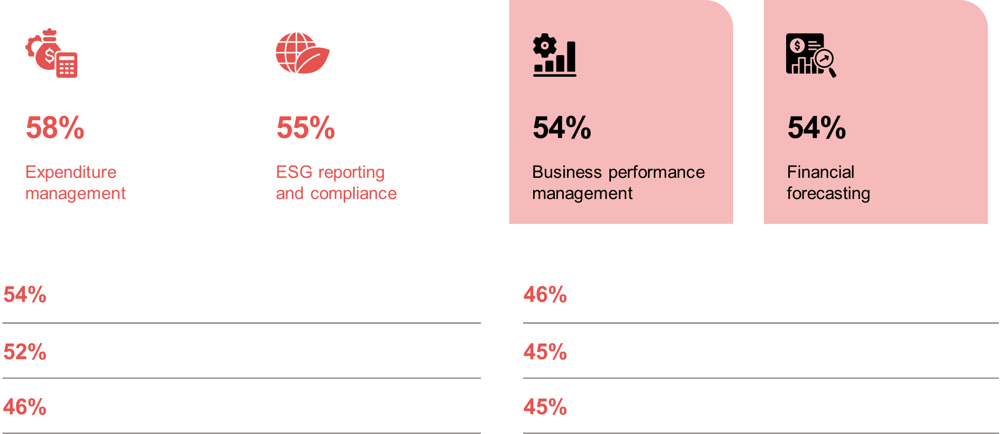 58%
Expenditure
management
55%
ESG reporting
and compliance
54%
Business performance
management
54%
Financial
forecasting
54%
52%
46%
46%
45%
45%